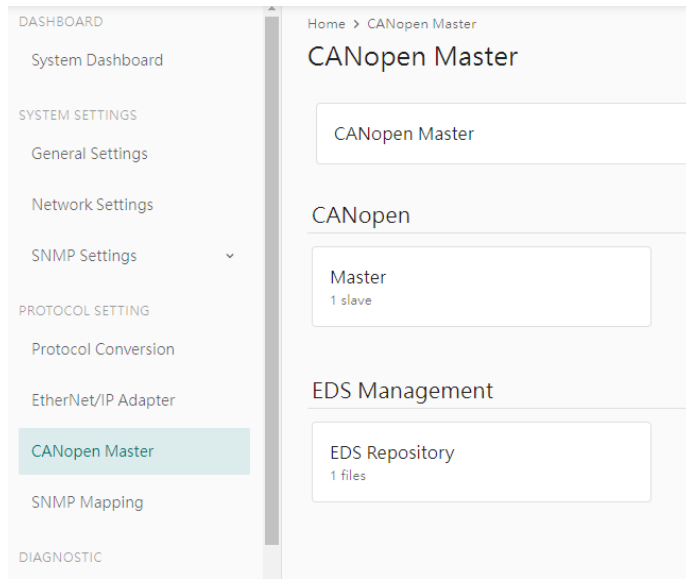 DASHBOARD
System Dashboard
SYSTEM SETTINGS
General Settings
Network Settings
SNMP Settings
PROTOCOL SETTING
Protocol Conversion
EtherNet/IP Adapter
CANopen Master
SNMP Mapping
DIAGNOSTIC
Home > CANopen Master
CANopen Master
CANopen Master
CANopen
Master
1 slave
EDS Management
EDS Repository
1 files